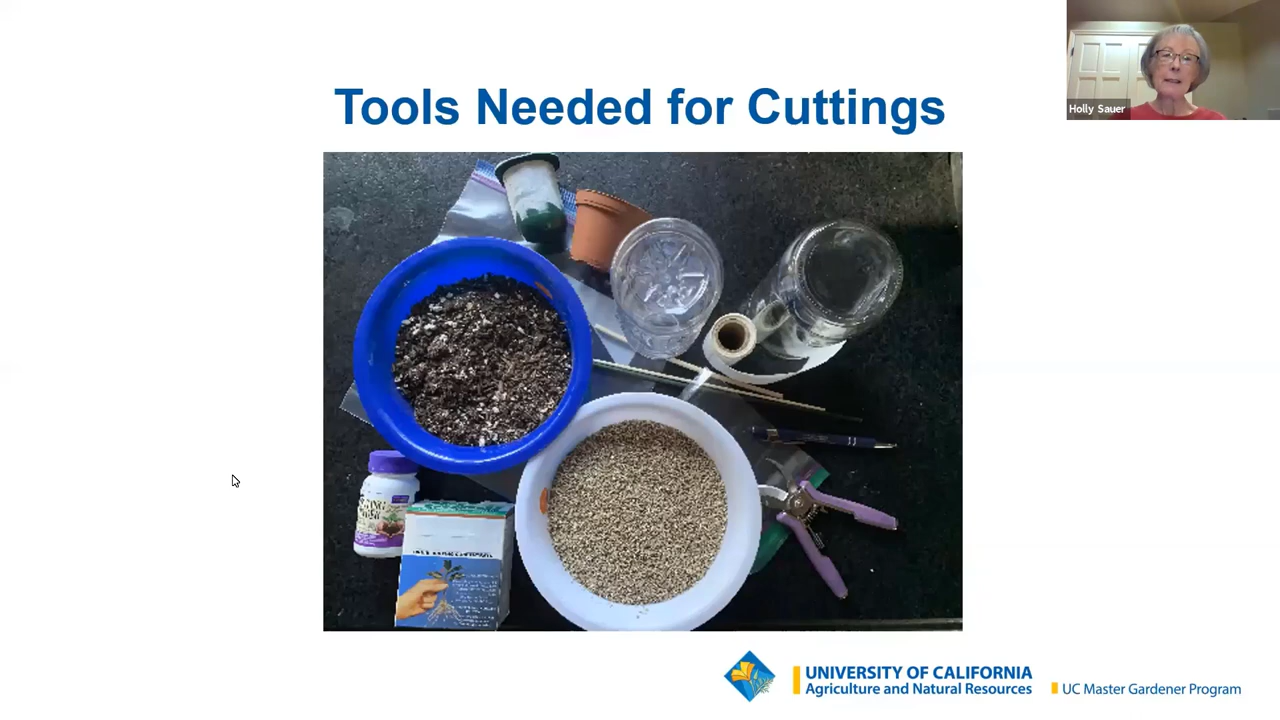 Tools Needed for Cuttings
Holly Sauer
UNIVERSITY OF CALIFORNIA
Agriculture and Natural Resources
UC Master Gardener Program